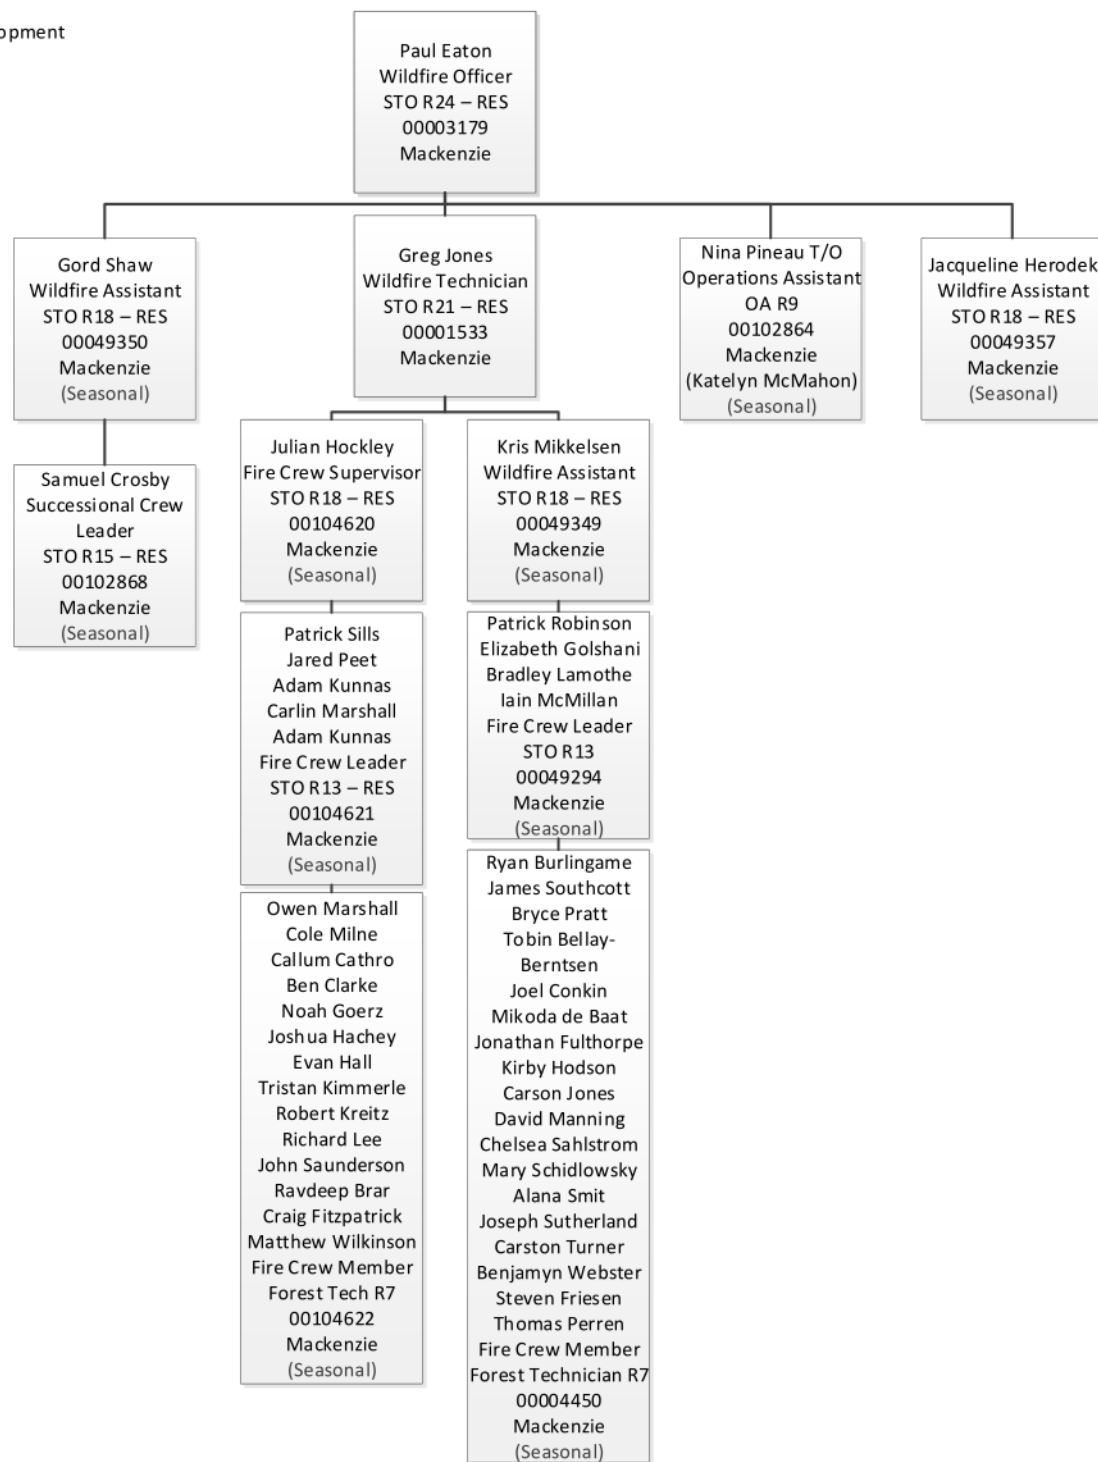 opment
Paul Eaton
Wildfire Officer
STO R24 – RES
00003179
Mackenzie
Gord Shaw
Wildfire Assistant
STO R18 – RES
00049350
Mackenzie
(Seasonal)
Greg Jones
Wildfire Technician
STO R21 – RES
00001533
Mackenzie
Nina Pineau T/O
Operations Assistant
OA R9
00102864
Mackenzie
(Katelyn McMahon)
(Seasonal)
Jacqueline Herodek
Wildfire Assistant
STO R18 – RES
00049357
Mackenzie
(Seasonal)
Samuel Crosby
Successional Crew
Leader
STO R15 – RES
00102868
Mackenzie
(Seasonal)
Julian Hockley
Fire Crew Supervisor
STO R18 – RES
00104620
Mackenzie
(Seasonal)
Kris Mikkelsen
Wildfire Assistant
STO R18 – RES
00049349
Mackenzie
(Seasonal)
Patrick Sills
Jared Peet
Adam Kunnas
Carlin Marshall
Adam Kunnas
Fire Crew Leader
STO R13 – RES
00104621
Mackenzie
(Seasonal)
Patrick Robinson
Elizabeth Golshani
Bradley Lamothe
Iain McMillan
Fire Crew Leader
STO R13
00049294
Mackenzie
(Seasonal)
Owen Marshall
Cole Milne
Callum Cathro
Ben Clarke
Noah Goerz
Joshua Hachey
Evan Hall
Tristan Kimmerle
Robert Kreitz
Richard Lee
John Saunderson
Ravdeep Brar
Craig Fitzpatrick
Matthew Wilkinson
Fire Crew Member
Forest Tech R7
00104622
Mackenzie
(Seasonal)
Ryan Burlingame
James Southcott
Bryce Pratt
Tobin Bellay-
Berntsen
Joel Conkin
Mikoda de Baat
Jonathan Fulthorpe
Kirby Hodson
Carson Jones
David Manning
Chelsea Sahlstrom
Mary Schidlowsky
Alana Smit
Joseph Sutherland
Carston Turner
Benjamyn Webster
Steven Friesen
Thomas Perren
Fire Crew Member
Forest Technician R7
00004450
Mackenzie
(Seasonal)